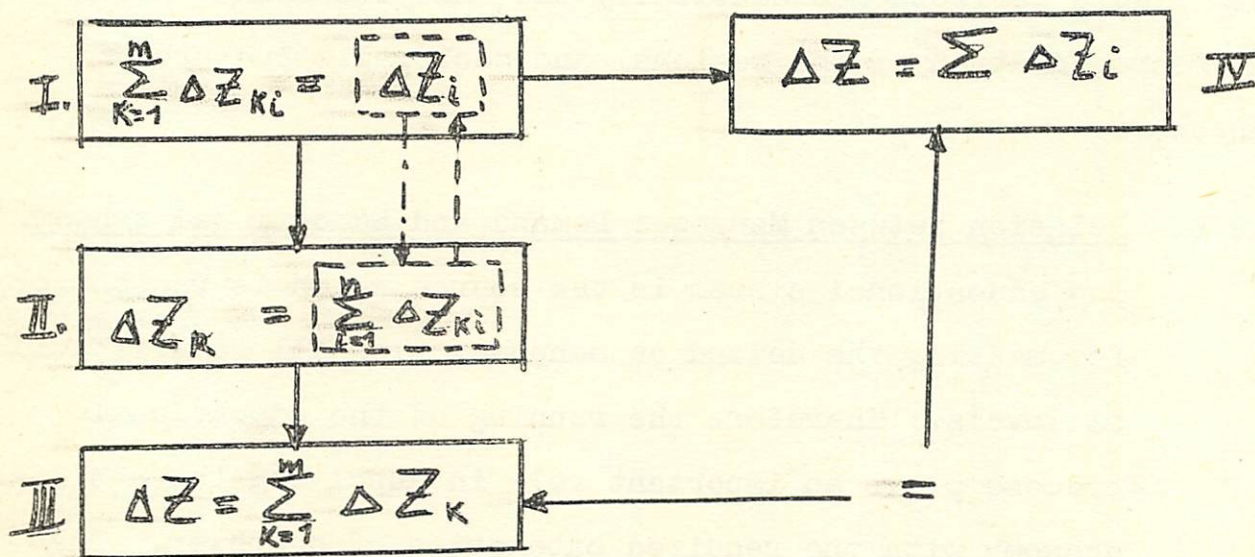 I. $\sum_{K=1}^{m} \Delta Z_{Ki} = \Delta Z_i$
$\Delta Z = \sum \Delta Z_i$ IV
II. $\Delta Z_K = \sum_{i=1}^{n} \Delta Z_{Ki}$
III $\Delta Z = \sum_{K=1}^{m} \Delta Z_K$
=